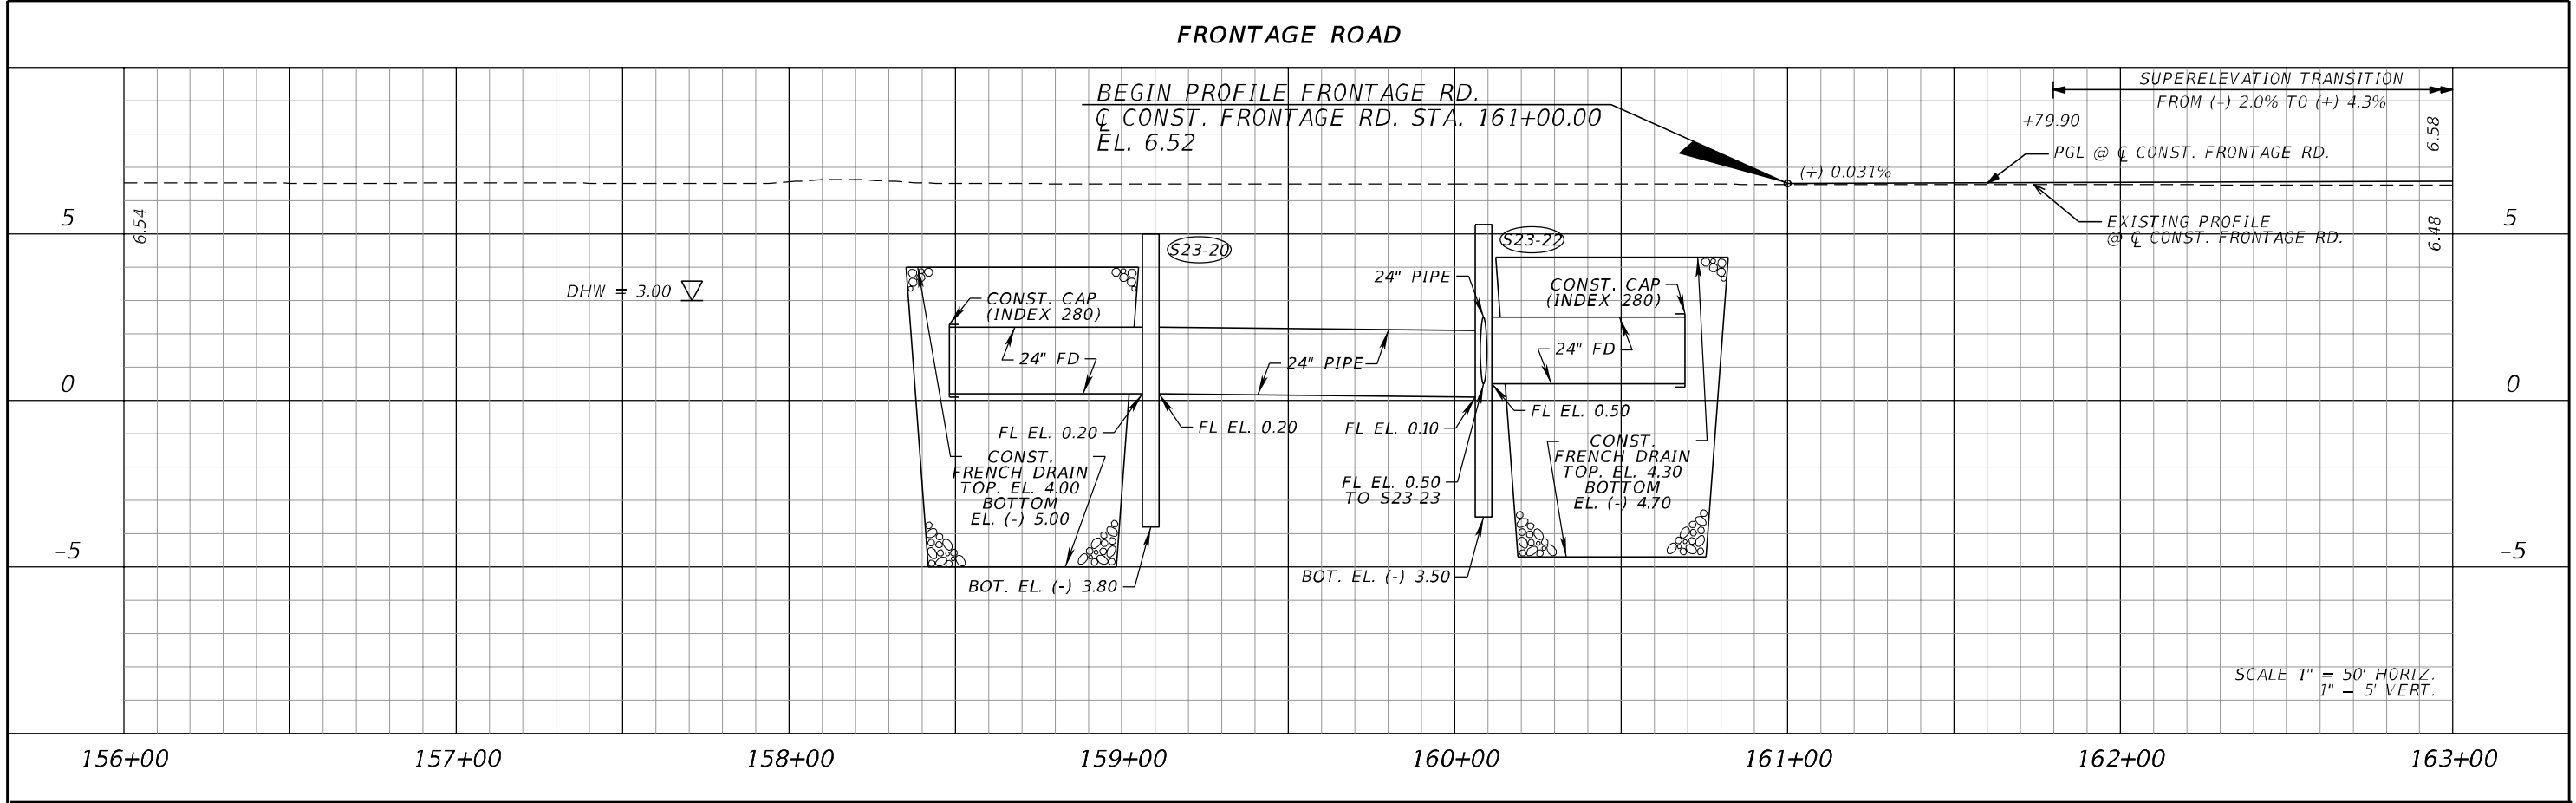 FRONTAGE ROAD
BEGIN PROFILE FRONTAGE RD.
℄ CONST. FRONTAGE RD. STA. 161+00.00
EL. 6.52
SUPERELEVATION TRANSITION
FROM (-) 2.0% TO (+) 4.3%
+79.90
6.58
PGL @ ℄ CONST. FRONTAGE RD.
(+) 0.031%
5
6.54
EXISTING PROFILE
@ ℄ CONST. FRONTAGE RD.
6.48
5
S23-20
S23-22
DHW = 3.00
CONST. CAP
(INDEX 280)
24" PIPE
CONST. CAP
(INDEX 280)
24" FD
24" PIPE
24" FD
0
0
FL EL. 0.20
FL EL. 0.20
FL EL. 0.10
FL EL. 0.50
CONST.
FRENCH DRAIN
TOP. EL. 4.00
BOTTOM
EL. (-) 5.00
FL EL. 0.50
TO S23-23
CONST.
FRENCH DRAIN
TOP. EL. 4.30
BOTTOM
EL. (-) 4.70
-5
-5
BOT. EL. (-) 3.80
BOT. EL. (-) 3.50
SCALE 1" = 50' HORIZ.
1" = 5' VERT.
156+00 157+00 158+00 159+00 160+00 161+00 162+00 163+00